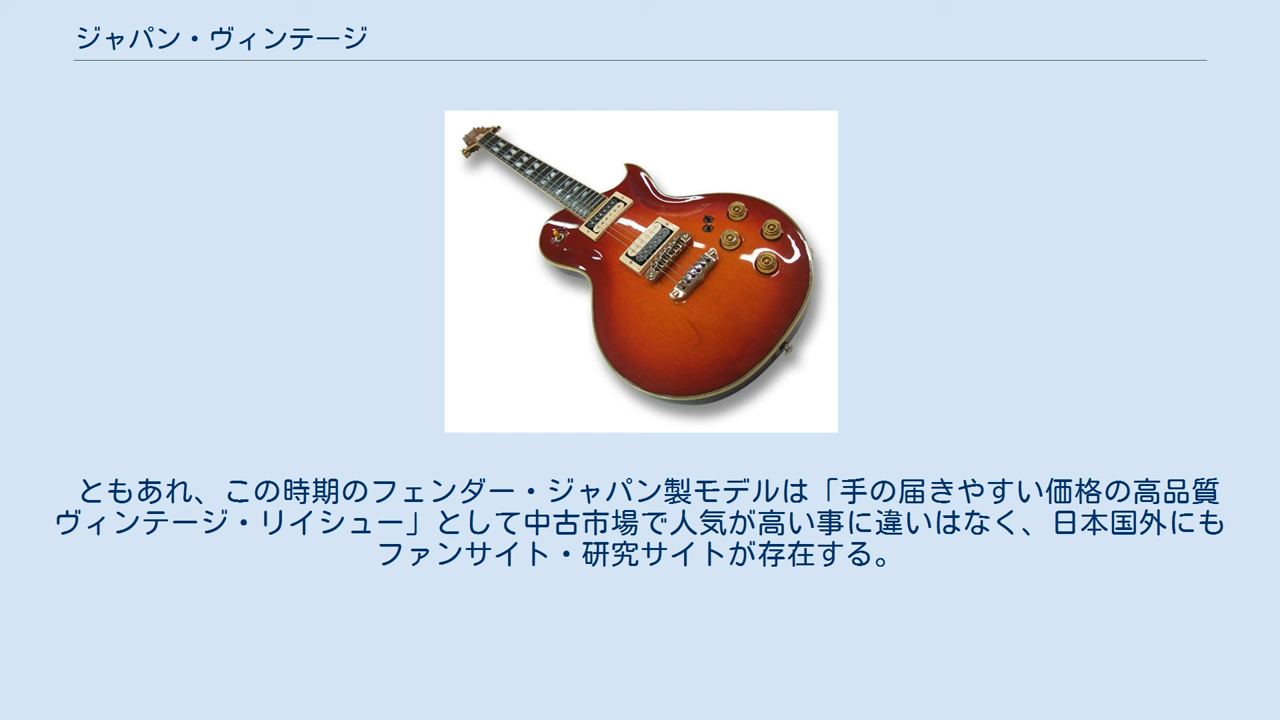 ジャパン・ヴィンテージ
ともあれ、この時期のフェンダー・ジャパン製モデルは「手の届きやすい価格の高品質
ヴィンテージ・リイシュー」として中古市場で人気が高い事に違いはなく、日本国外にも
ファンサイト・研究サイトが存在する。